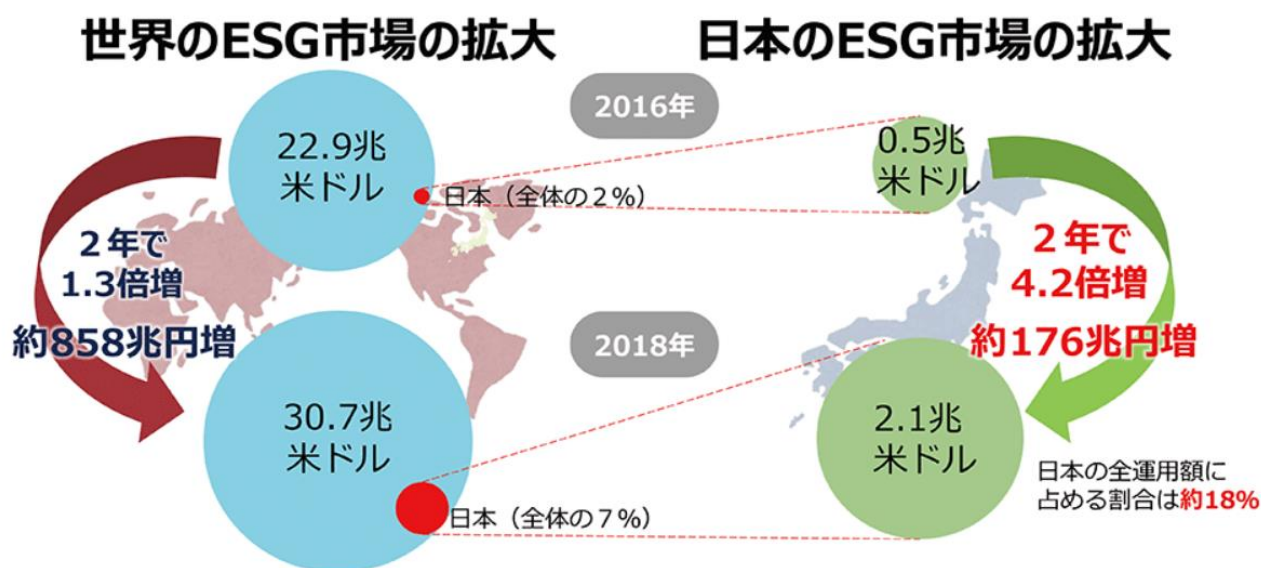 世界のESG市場の拡大
日本のESG市場の拡大
2016年
22.9兆
米ドル
日本（全体の２％）
0.5兆
米ドル
２年で
1.3倍増
約858兆円増
２年で
4.2倍増
約176兆円増
2018年
30.7兆
米ドル
日本（全体の７％）
2.1兆
米ドル
日本の全運用額に
占める割合は約18%